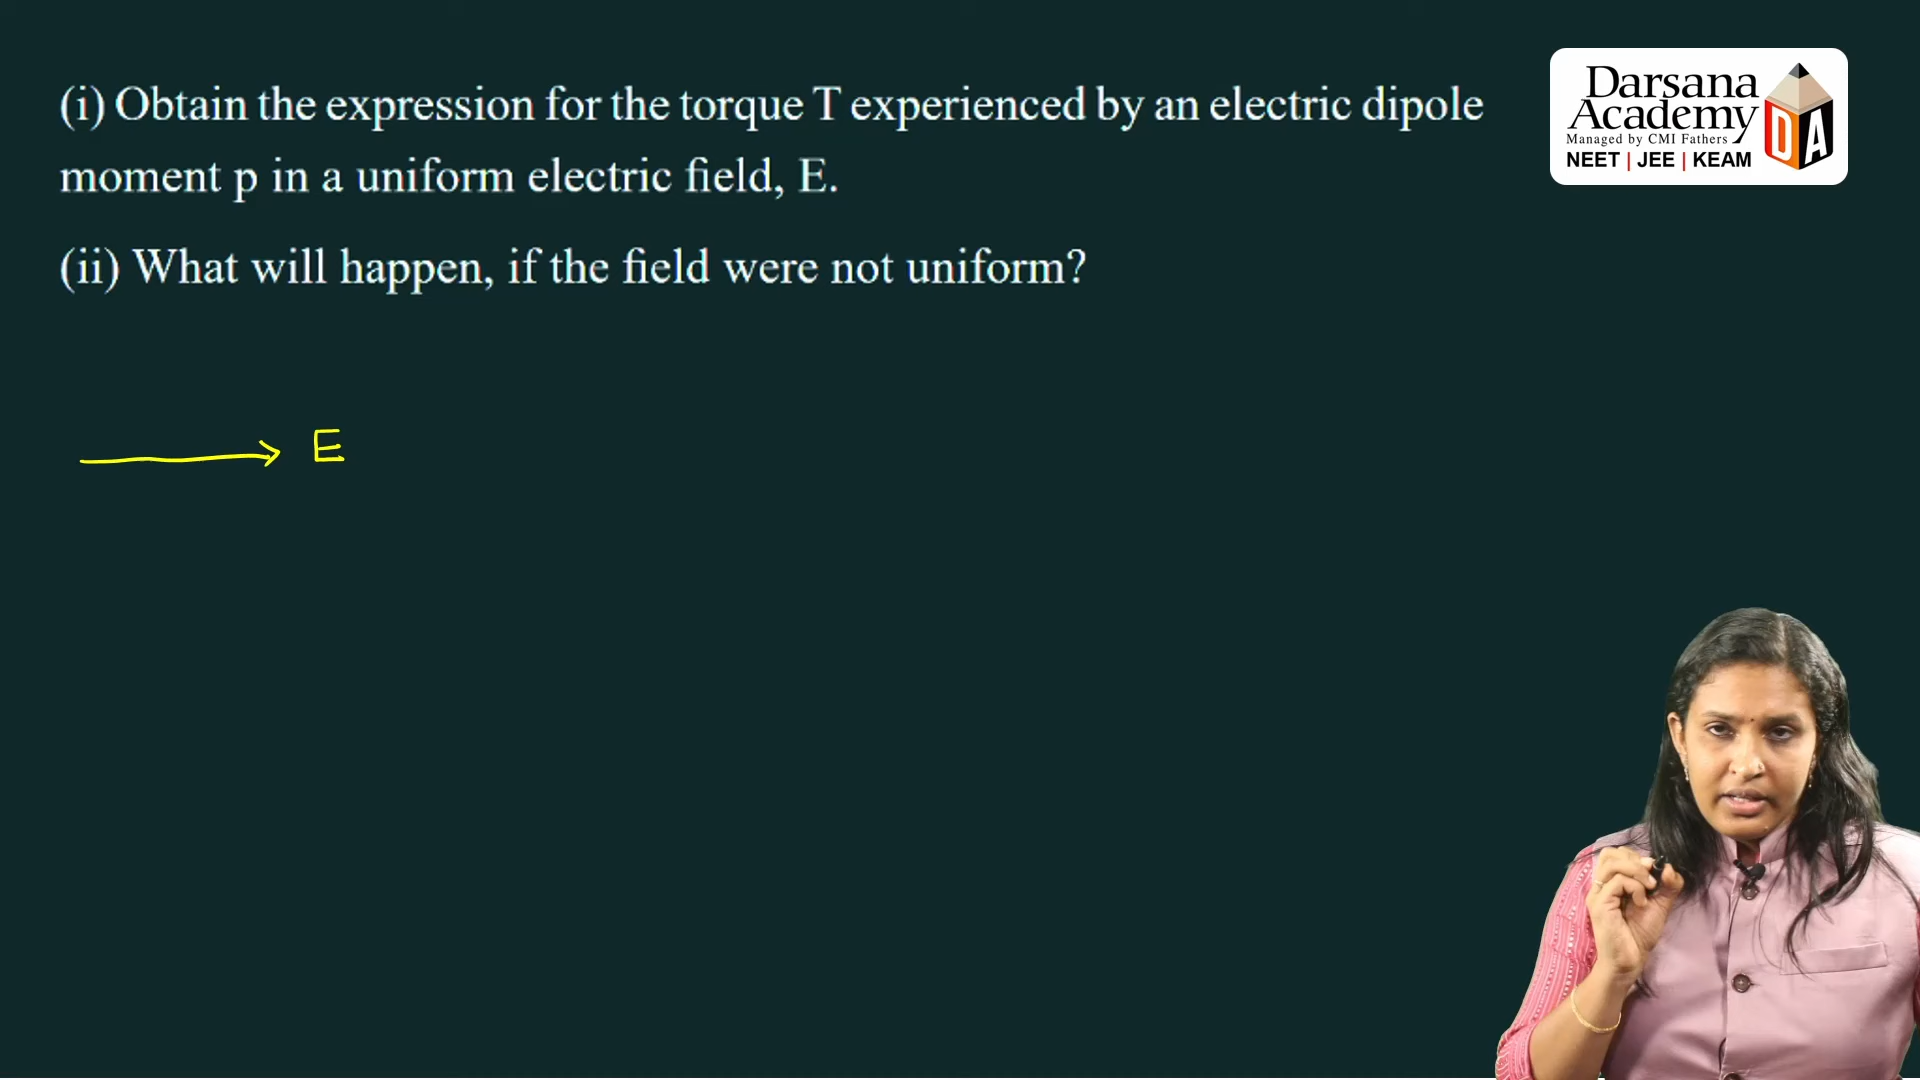 (i) Obtain the expression for the torque T experienced by an electric dipole
moment p in a uniform electric field, E.
(ii) What will happen, if the field were not uniform?
E
Darsana
Academy
Managed by CMI Fathers
NEET | JEE | KEAM
DA